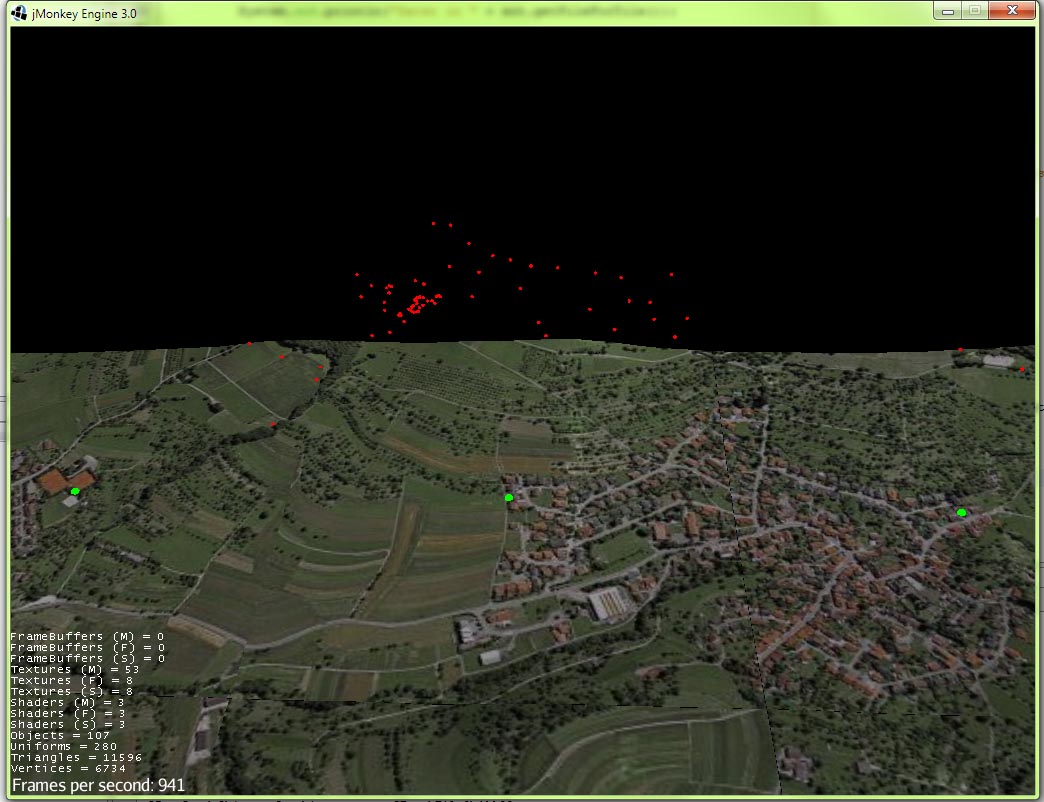 jMonkey Engine 3.0
FrameBuffers (M) = 0
FrameBuffers (F) = 0
FrameBuffers (S) = 0
Textures (M) = 53
Textures (F) = 8
Textures (S) = 8
Shaders (M) = 3
Shaders (F) = 3
Shaders (S) = 3
Objects = 107
Uniforms = 280
Triangles = 11596
Vertices = 6734
Frames per second: 941